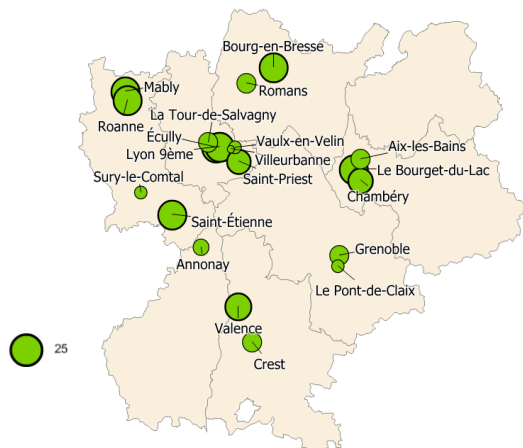 Bourg-en-Bresse
Mably
Romans
Roanne
La Tour-de-Salvagny
Écully
Vaulx-en-Velin
Lyon 9ème
Villeurbanne
Aix-les-Bains
Saint-Priest
Le Bourget-du-Lac
Sury-le-Comtal
Chambéry
Saint-Étienne
Grenoble
Annonay
Le Pont-de-Claix
Valence
25
Crest